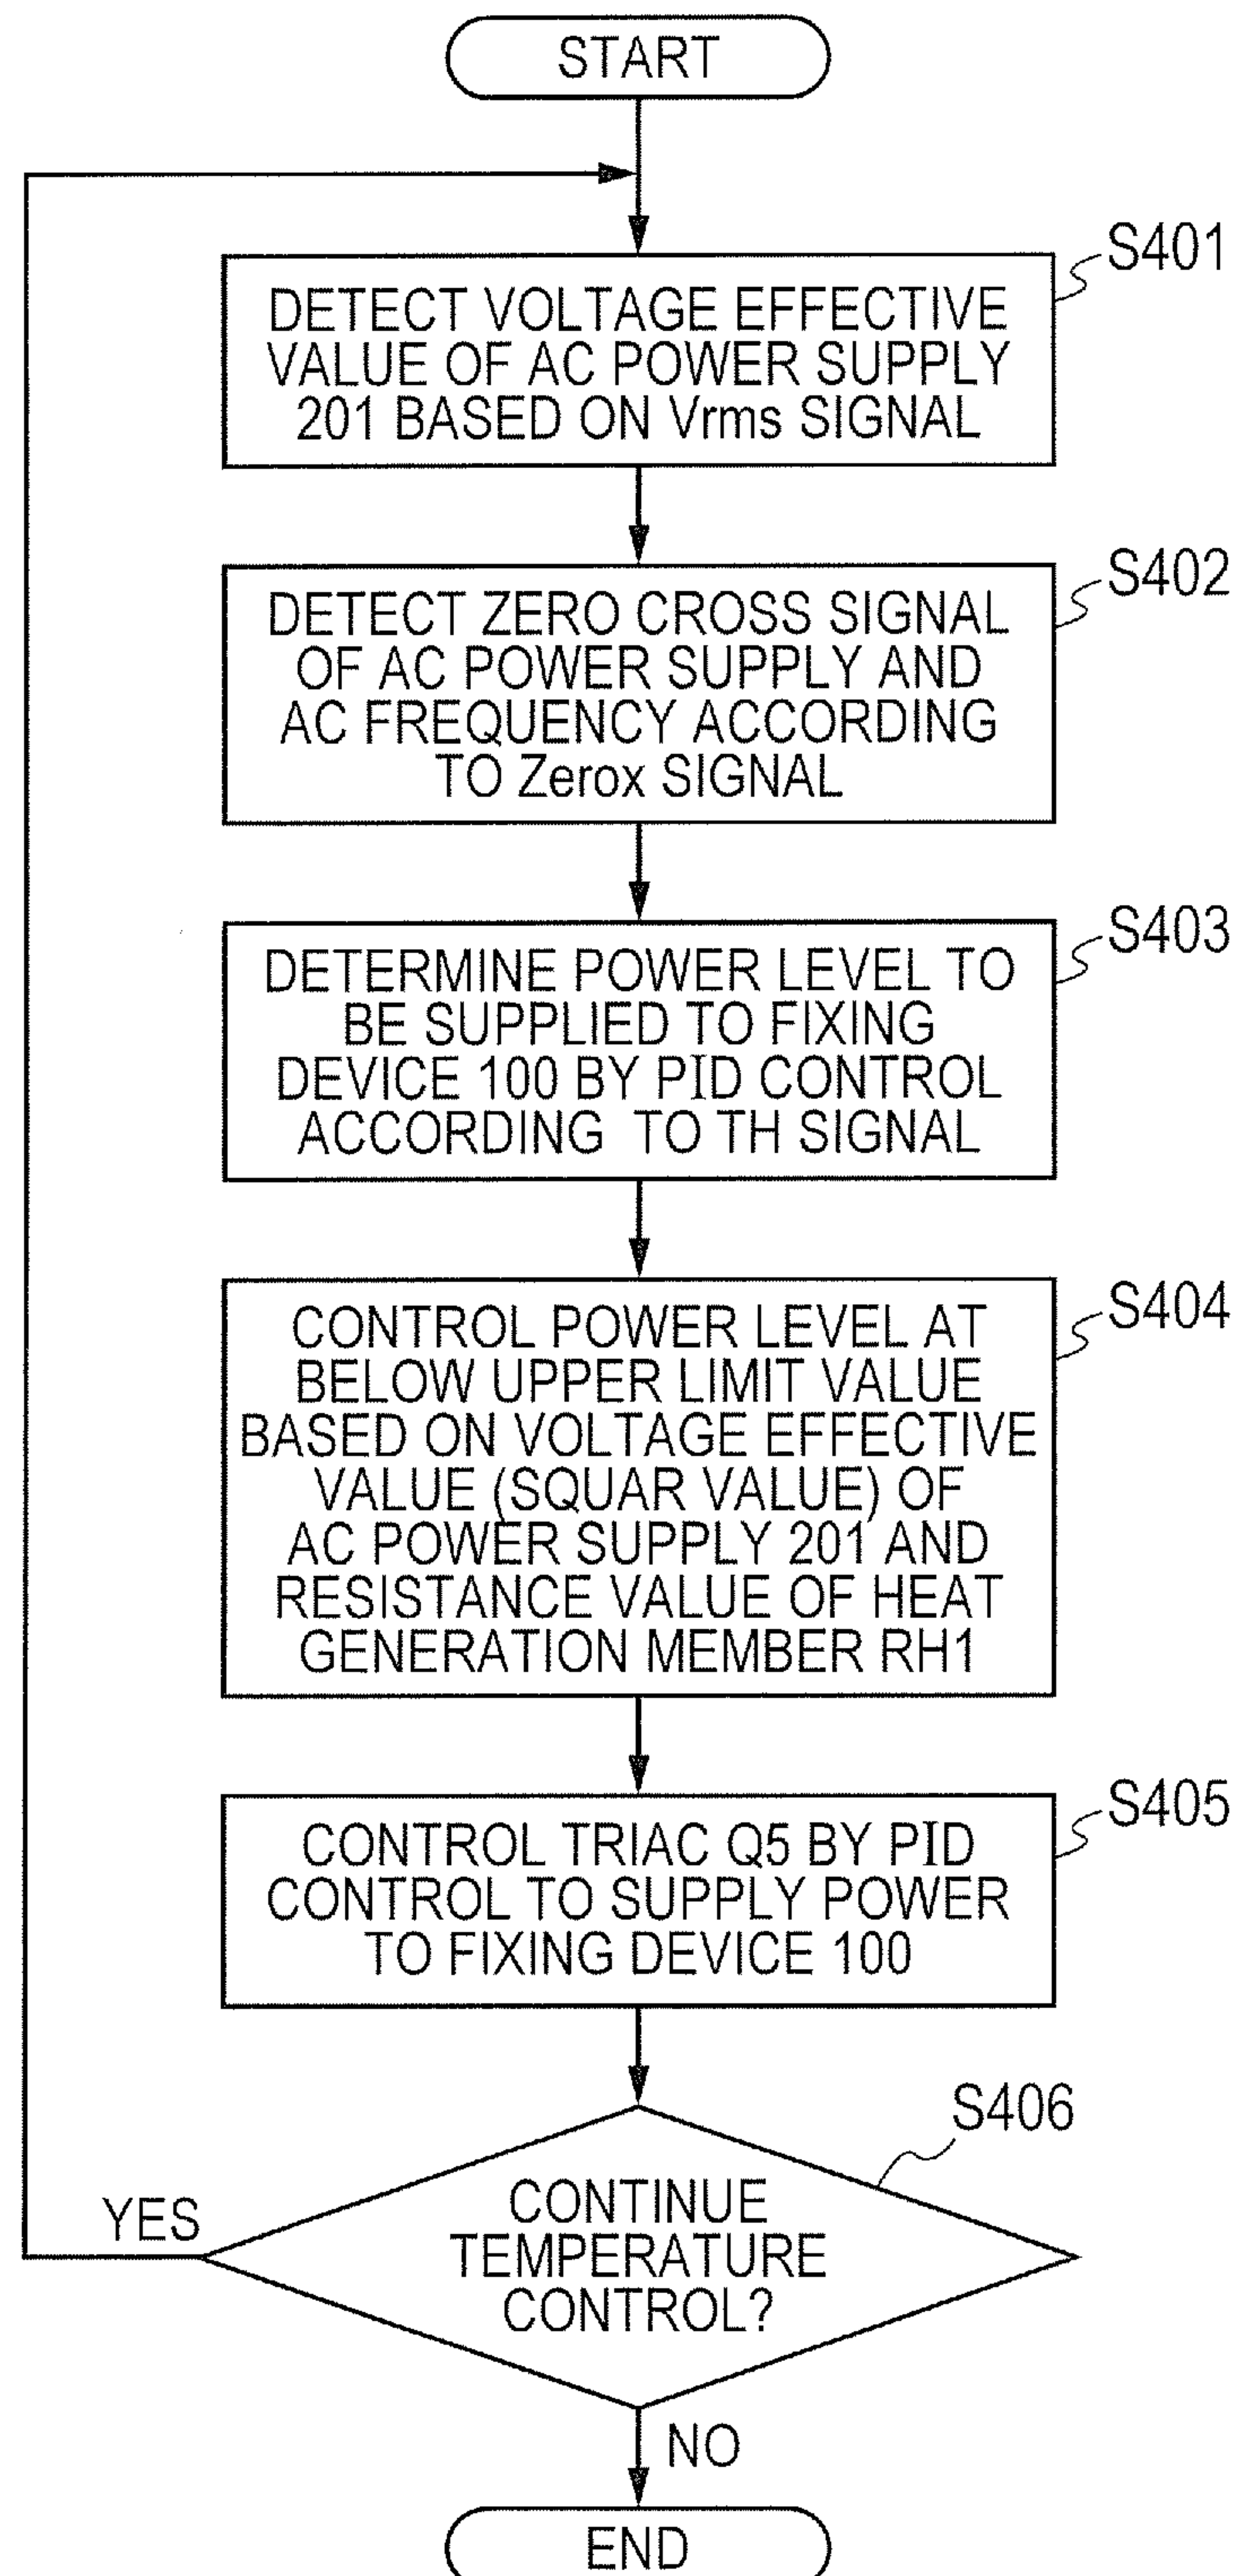 START
S401
DETECT VOLTAGE EFFECTIVE
VALUE OF AC POWER SUPPLY
201 BASED ON Vrms SIGNAL
S402
DETECT ZERO CROSS SIGNAL
OF AC POWER SUPPLY AND
AC FREQUENCY ACCORDING
TO Zerox SIGNAL
S403
DETERMINE POWER LEVEL TO
BE SUPPLIED TO FIXING
DEVICE 100 BY PID CONTROL
ACCORDING TO TH SIGNAL
S404
CONTROL POWER LEVEL AT
BELOW UPPER LIMIT VALUE
BASED ON VOLTAGE EFFECTIVE
VALUE (SQUAR VALUE) OF
AC POWER SUPPLY 201 AND
RESISTANCE VALUE OF HEAT
GENERATION MEMBER RH1
S405
CONTROL TRIAC Q5 BY PID
CONTROL TO SUPPLY POWER
TO FIXING DEVICE 100
S406
CONTINUE
TEMPERATURE
CONTROL?
YES
NO
END